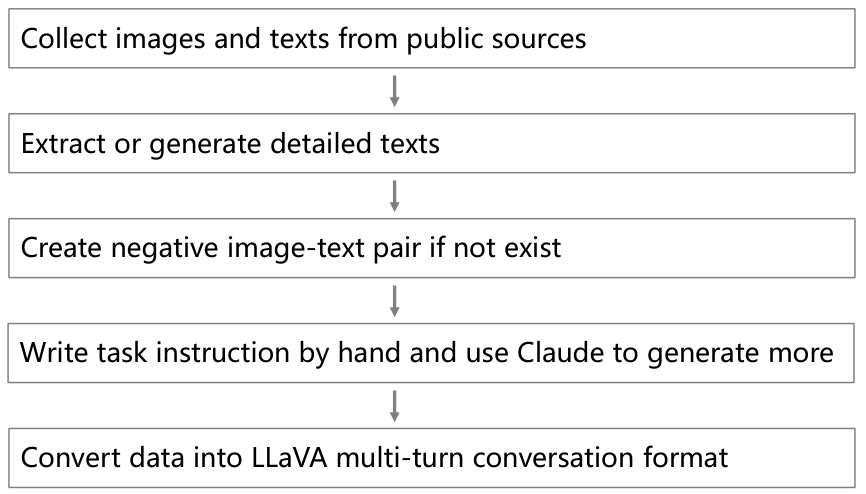 Collect images and texts from public sources
Extract or generate detailed texts
Create negative image-text pair if not exist
Write task instruction by hand and use Claude to generate more
Convert data into LLaVA multi-turn conversation format